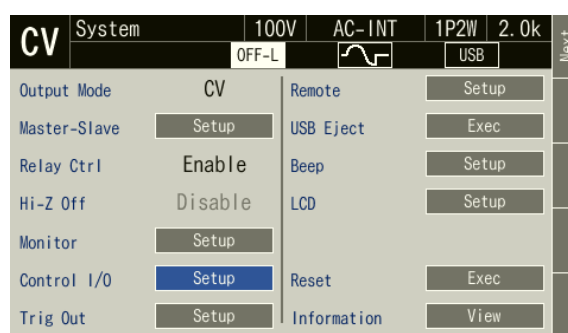 CV System 100V AC-INT 1P2W 2.0k
OFF-L USB
Next
Output Mode CV
Master-Slave Setup
Relay Ctrl Enable
Hi-Z Off Disable
Monitor Setup
Control I/O Setup
Trig Out Setup
Remote Setup
USB Eject Exec
Beep Setup
LCD Setup
Reset Exec
Information View